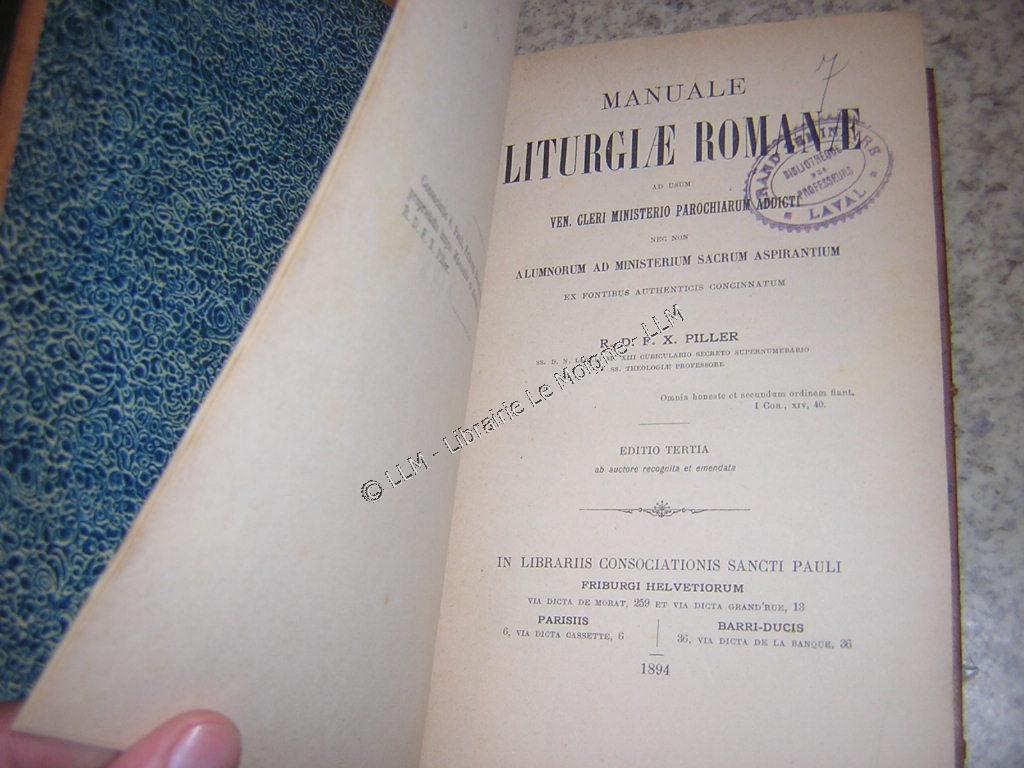 7
MANUALE
LITURGIÆ ROMANÆ
GRAND SÉMINAIRE
BIBLIOTHÈQUE
DES
PROFESSEURS
LAVAL
AD USUM
VEN. CLERI MINISTERIO PAROCHIARUM ADDICTI
NEC NON
ALUMNORUM AD MINISTERIUM SACRUM ASPIRANTIUM
EX FONTIBUS AUTHENTICIS CONCINNATUM
R. D. F. X. PILLER
SS. D. N. XIII CUBICULARIO SECRETO SUPERNUMERARIO
SS. THEOLOGIÆ PROFESSORE
Omnia honeste et secundum ordinem fiant.
I COR., XIV, 40.
EDITIO TERTIA
ab auctore recognita et emendata
IN LIBRARIIS CONSOCIATIONIS SANCTI PAULI
FRIBURGI HELVETIORUM
VIA DICTA DE MORAT, 259 ET VIA DICTA GRAND'RUE, 13
PARISIIS
6, VIA DICTA CASSETTE, 6
BARRI-DUCIS
36, VIA DICTA DE LA BANQUE, 36
1894
© LLM - Librairie Le Moigne - LLM